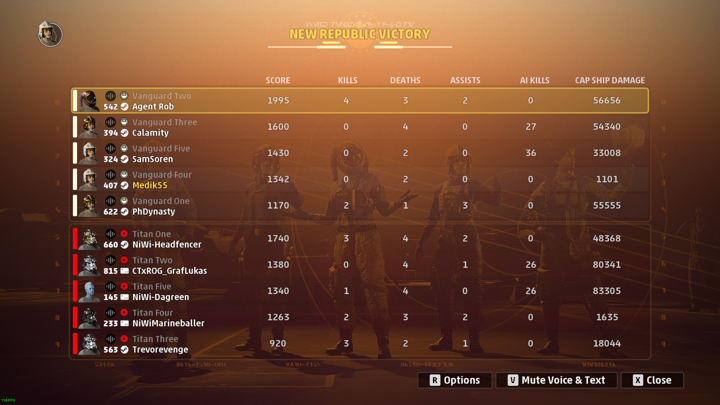 NEW REPUBLIC VICTORY
SCORE KILLS DEATHS ASSISTS AI KILLS CAP SHIP DAMAGE
Vanguard Two
542 Agent Rob 1995 4 3 2 0 56656
Vanguard Three
394 Calamity 1600 0 4 0 27 54340
Vanguard Five
324 SamSoren 1430 0 2 0 36 33008
Vanguard Four
407 Medik55 1342 0 2 0 0 1101
Vanguard One
622 PhDynasty 1170 2 1 3 0 55555
Titan One
660 NiWi-Headfencer 1740 3 4 2 0 48368
Titan Two
815 CTxROG_GrafLukas 1380 0 4 1 26 80341
Titan Five
145 NiWi-Dagreen 1340 1 4 0 26 83305
Titan Four
233 NiWiMarineballer 1263 2 3 2 0 1635
Titan Three
563 Trevorevenge 920 3 2 1 0 18044
R Options V Mute Voice & Text X Close